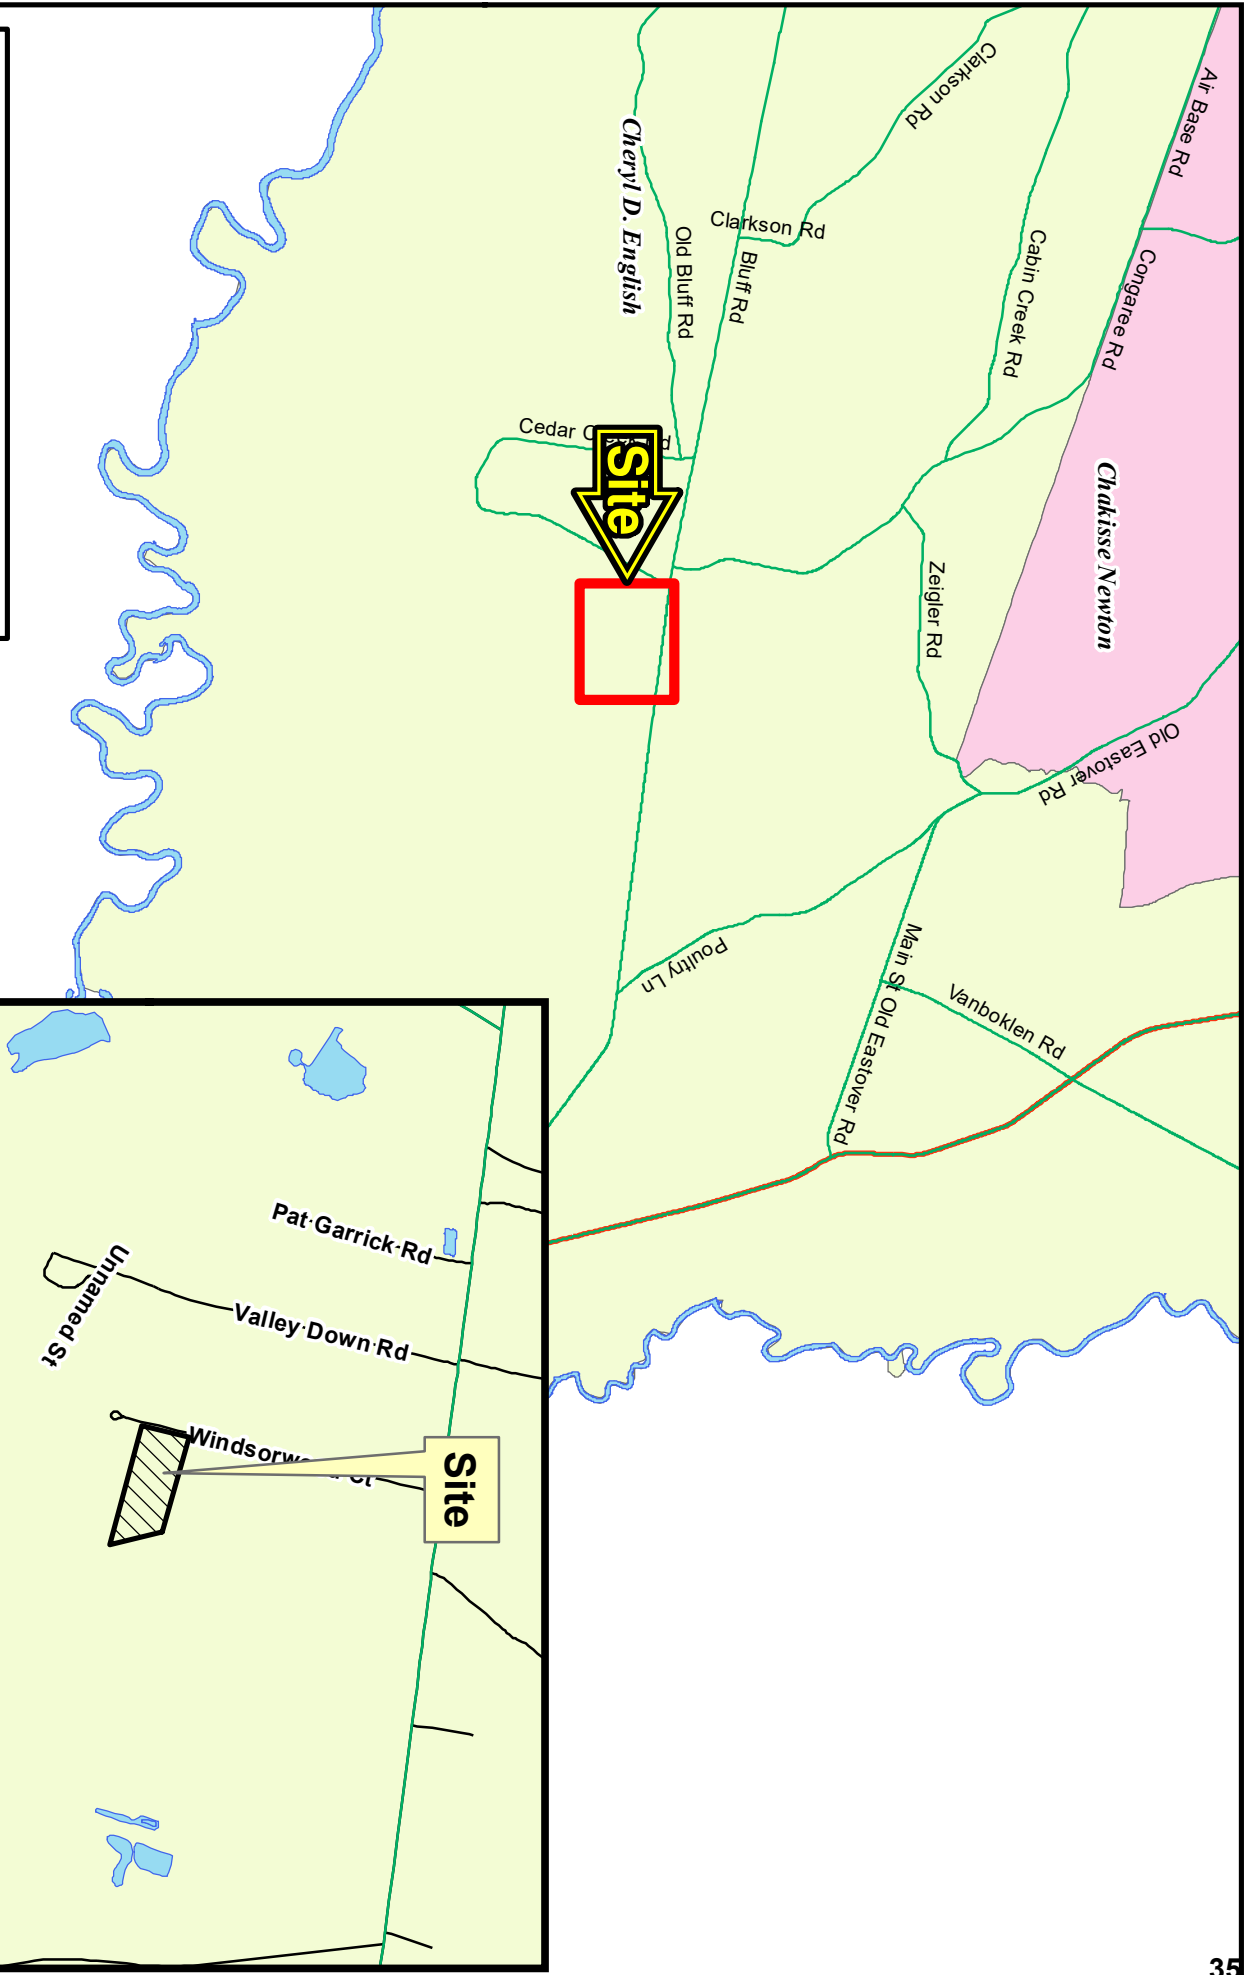 Air Base Rd
Clarkson Rd
Clarkson Rd
Cabin Creek Rd
Congaree Rd
Cheryl D. English
Old Bluff Rd
Bluff Rd
Cedar
Site
Chakisse Newton
Zeigler Rd
Old Eastover Rd
Poultry Ln
Main St
Old Eastover Rd
Vanboklen Rd
Pat Garrick Rd
Unnamed St
Valley Down Rd
Ct
Site
35